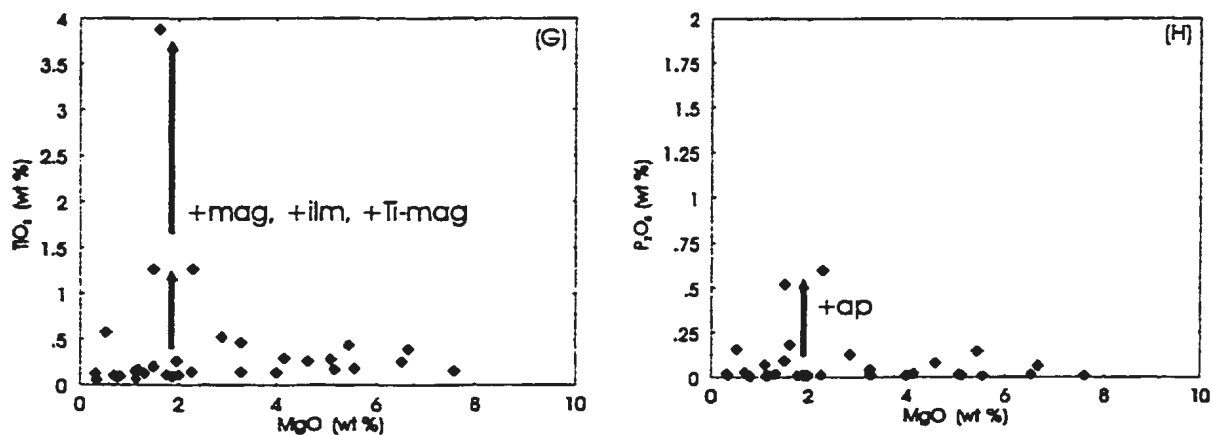 (G)
4
3.5
3
2.5
2
1.5
1
.5
0
TiO₂ (wt %)
+mag, +ilm, +Ti-mag
0 2 4 6 8 10
MgO (wt %)
(H)
2
1.75
1.5
1.25
1
.75
.5
.25
0
P₂O₅ (wt %)
+ap
0 2 4 6 8 10
MgO (wt %)